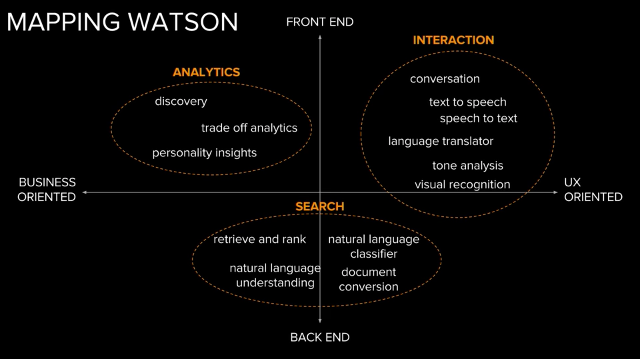 MAPPING WATSON
FRONT END
INTERACTION
ANALYTICS
conversation
discovery
text to speech
speech to text
trade off analytics
language translator
personality insights
tone analysis
visual recognition
BUSINESS
ORIENTED
UX
ORIENTED
SEARCH
retrieve and rank
natural language
classifier
natural language
understanding
document
conversion
BACK END